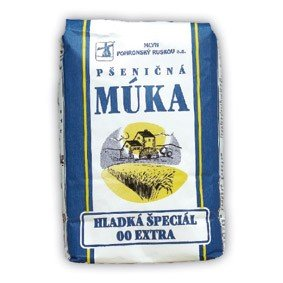 MLYN
POHRONSKÝ RUSKOV a.s.
PŠENIČNÁ
MÚKA
HLADKÁ ŠPECIÁL
00 EXTRA